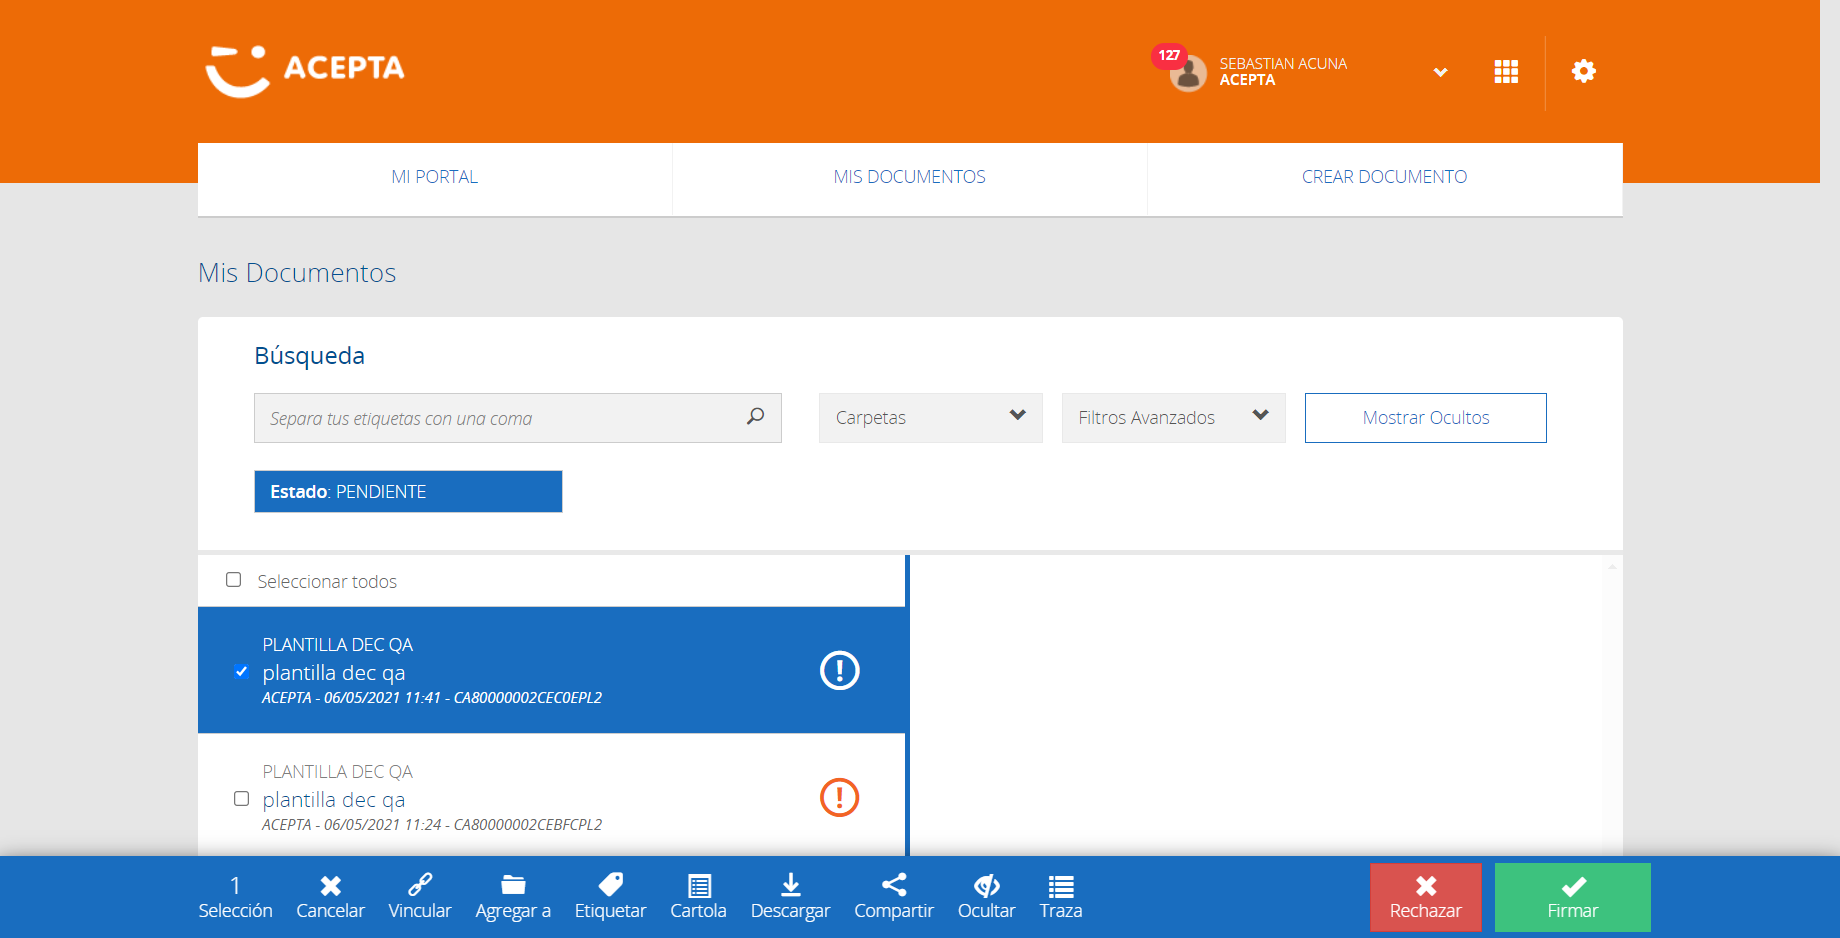 ACEPTA
127
SEBASTIAN ACUNA
ACEPTA
MI PORTAL
MIS DOCUMENTOS
CREAR DOCUMENTO
Mis Documentos
Búsqueda
Separa tus etiquetas con una coma
Carpetas
Filtros Avanzados
Mostrar Ocultos
Estado: PENDIENTE
Seleccionar todos
PLANTILLA DEC QA
plantilla dec qa
ACEPTA - 06/05/2021 11:41 - CA80000002CEC0EPL2
PLANTILLA DEC QA
plantilla dec qa
ACEPTA - 06/05/2021 11:24 - CA80000002CEBFCPL2
1
Selección
Cancelar
Vincular
Agregar a
Etiquetar
Cartola
Descargar
Compartir
Ocultar
Traza
Rechazar
Firmar